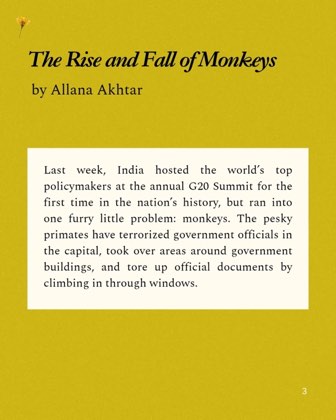 The Rise and Fall of Monkeys
by Allana Akhtar
Last week, India hosted the world's top
policymakers at the annual G20 Summit for the
first time in the nation's history, but ran into
one furry little problem: monkeys. The pesky
primates have terrorized government officials in
the capital, took over areas around government
buildings, and tore up official documents by
climbing in through windows.
3